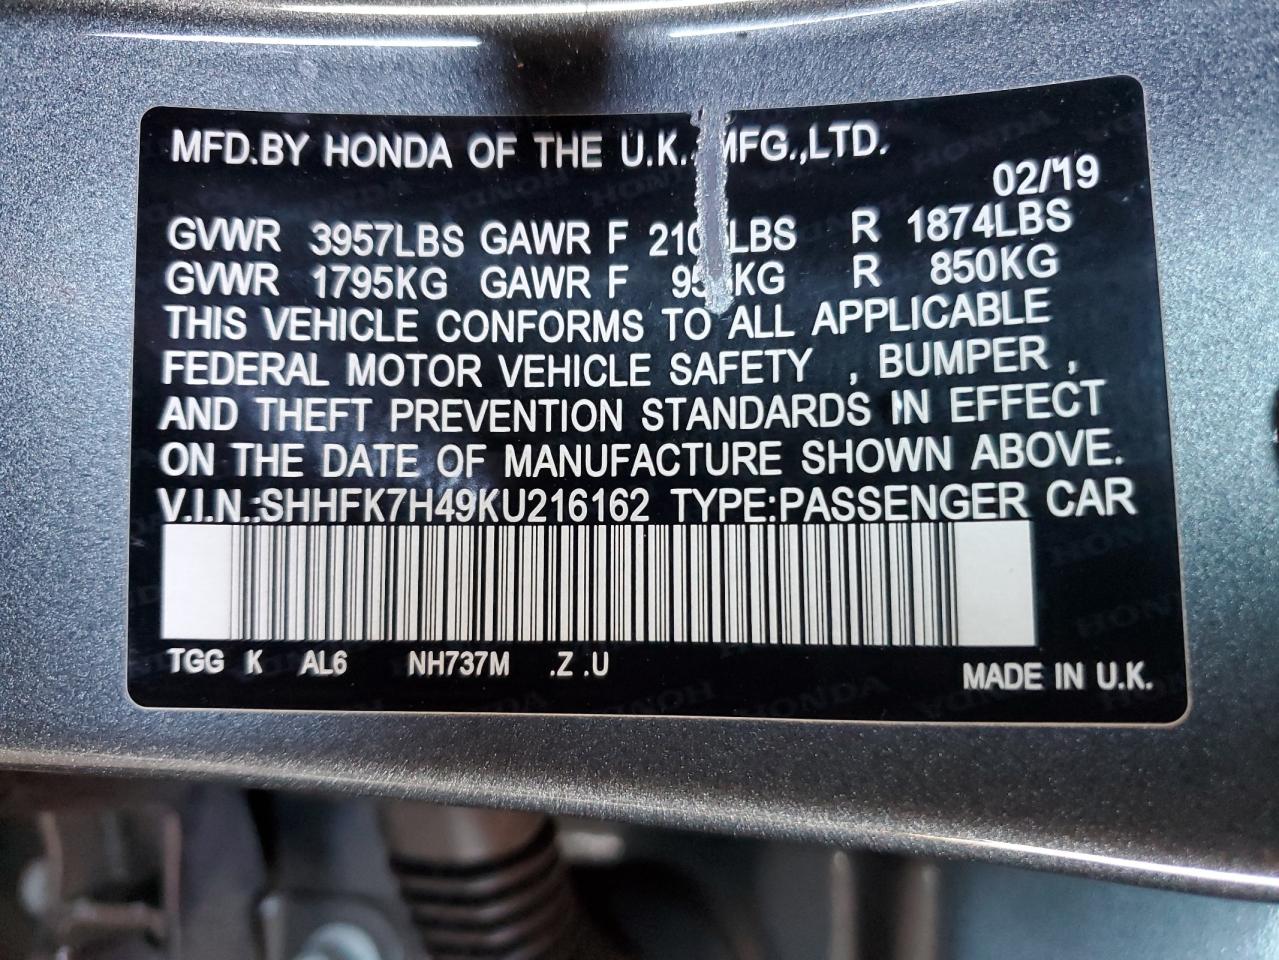 MFD.BY HONDA OF THE U.K. MFG.,LTD.
02/19
GVWR 3957LBS GAWR F LBS R 1874LBS
GVWR 1795KG GAWR F KG R 850KG
THIS VEHICLE CONFORMS TO ALL APPLICABLE
FEDERAL MOTOR VEHICLE SAFETY , BUMPER ,
AND THEFT PREVENTION STANDARDS IN EFFECT
ON THE DATE OF MANUFACTURE SHOWN ABOVE.
V.I.N.:SHHFK7H49KU216162 TYPE:PASSENGER CAR
TGG K AL6 NH737M .Z .U
MADE IN U.K.